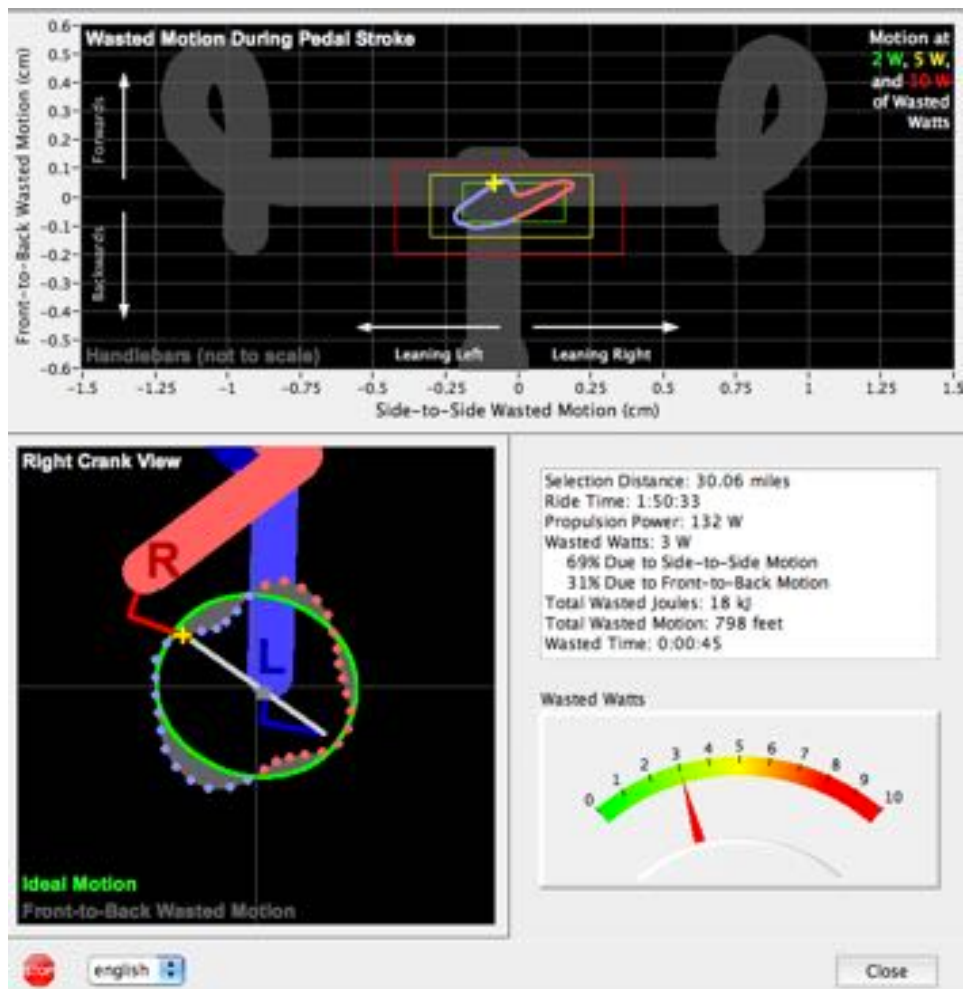 Wasted Motion During Pedal Stroke
Motion at
2 W, 5 W,
and 10 W
of Wasted
Watts
Front-to-Back Wasted Motion (cm)
0.6
0.5
0.4
0.3
0.2
0.1
0
-0.1
-0.2
-0.3
-0.4
-0.5
-0.6
Forwards
Backwards
Handlebars (not to scale)
Leaning Left
Leaning Right
-1.5
-1.25
-1
-0.75
-0.5
-0.25
0
0.25
0.5
0.75
1
1.25
1.5
Side-to-Side Wasted Motion (cm)
Right Crank View
R
L
Ideal Motion
Front-to-Back Wasted Motion
Selection Distance: 30.06 miles
Ride Time: 1:50:33
Propulsion Power: 132 W
Wasted Watts: 3 W
69% Due to Side-to-Side Motion
31% Due to Front-to-Back Motion
Total Wasted Joules: 18 kJ
Total Wasted Motion: 798 feet
Wasted Time: 0:00:45
Wasted Watts
0 1 2 3 4 5 6 7 8 9 10
STOP
english
Close